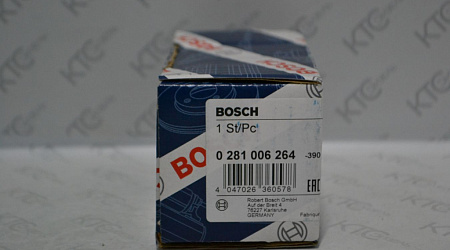 KTC
BOSCH
BOSCH
1 St/Pc
0 281 006 264
-390
4 047026 360578
EAC
Robert Bosch GmbH
Auf der Breit 4
76227 Karlsruhe
GERMANY